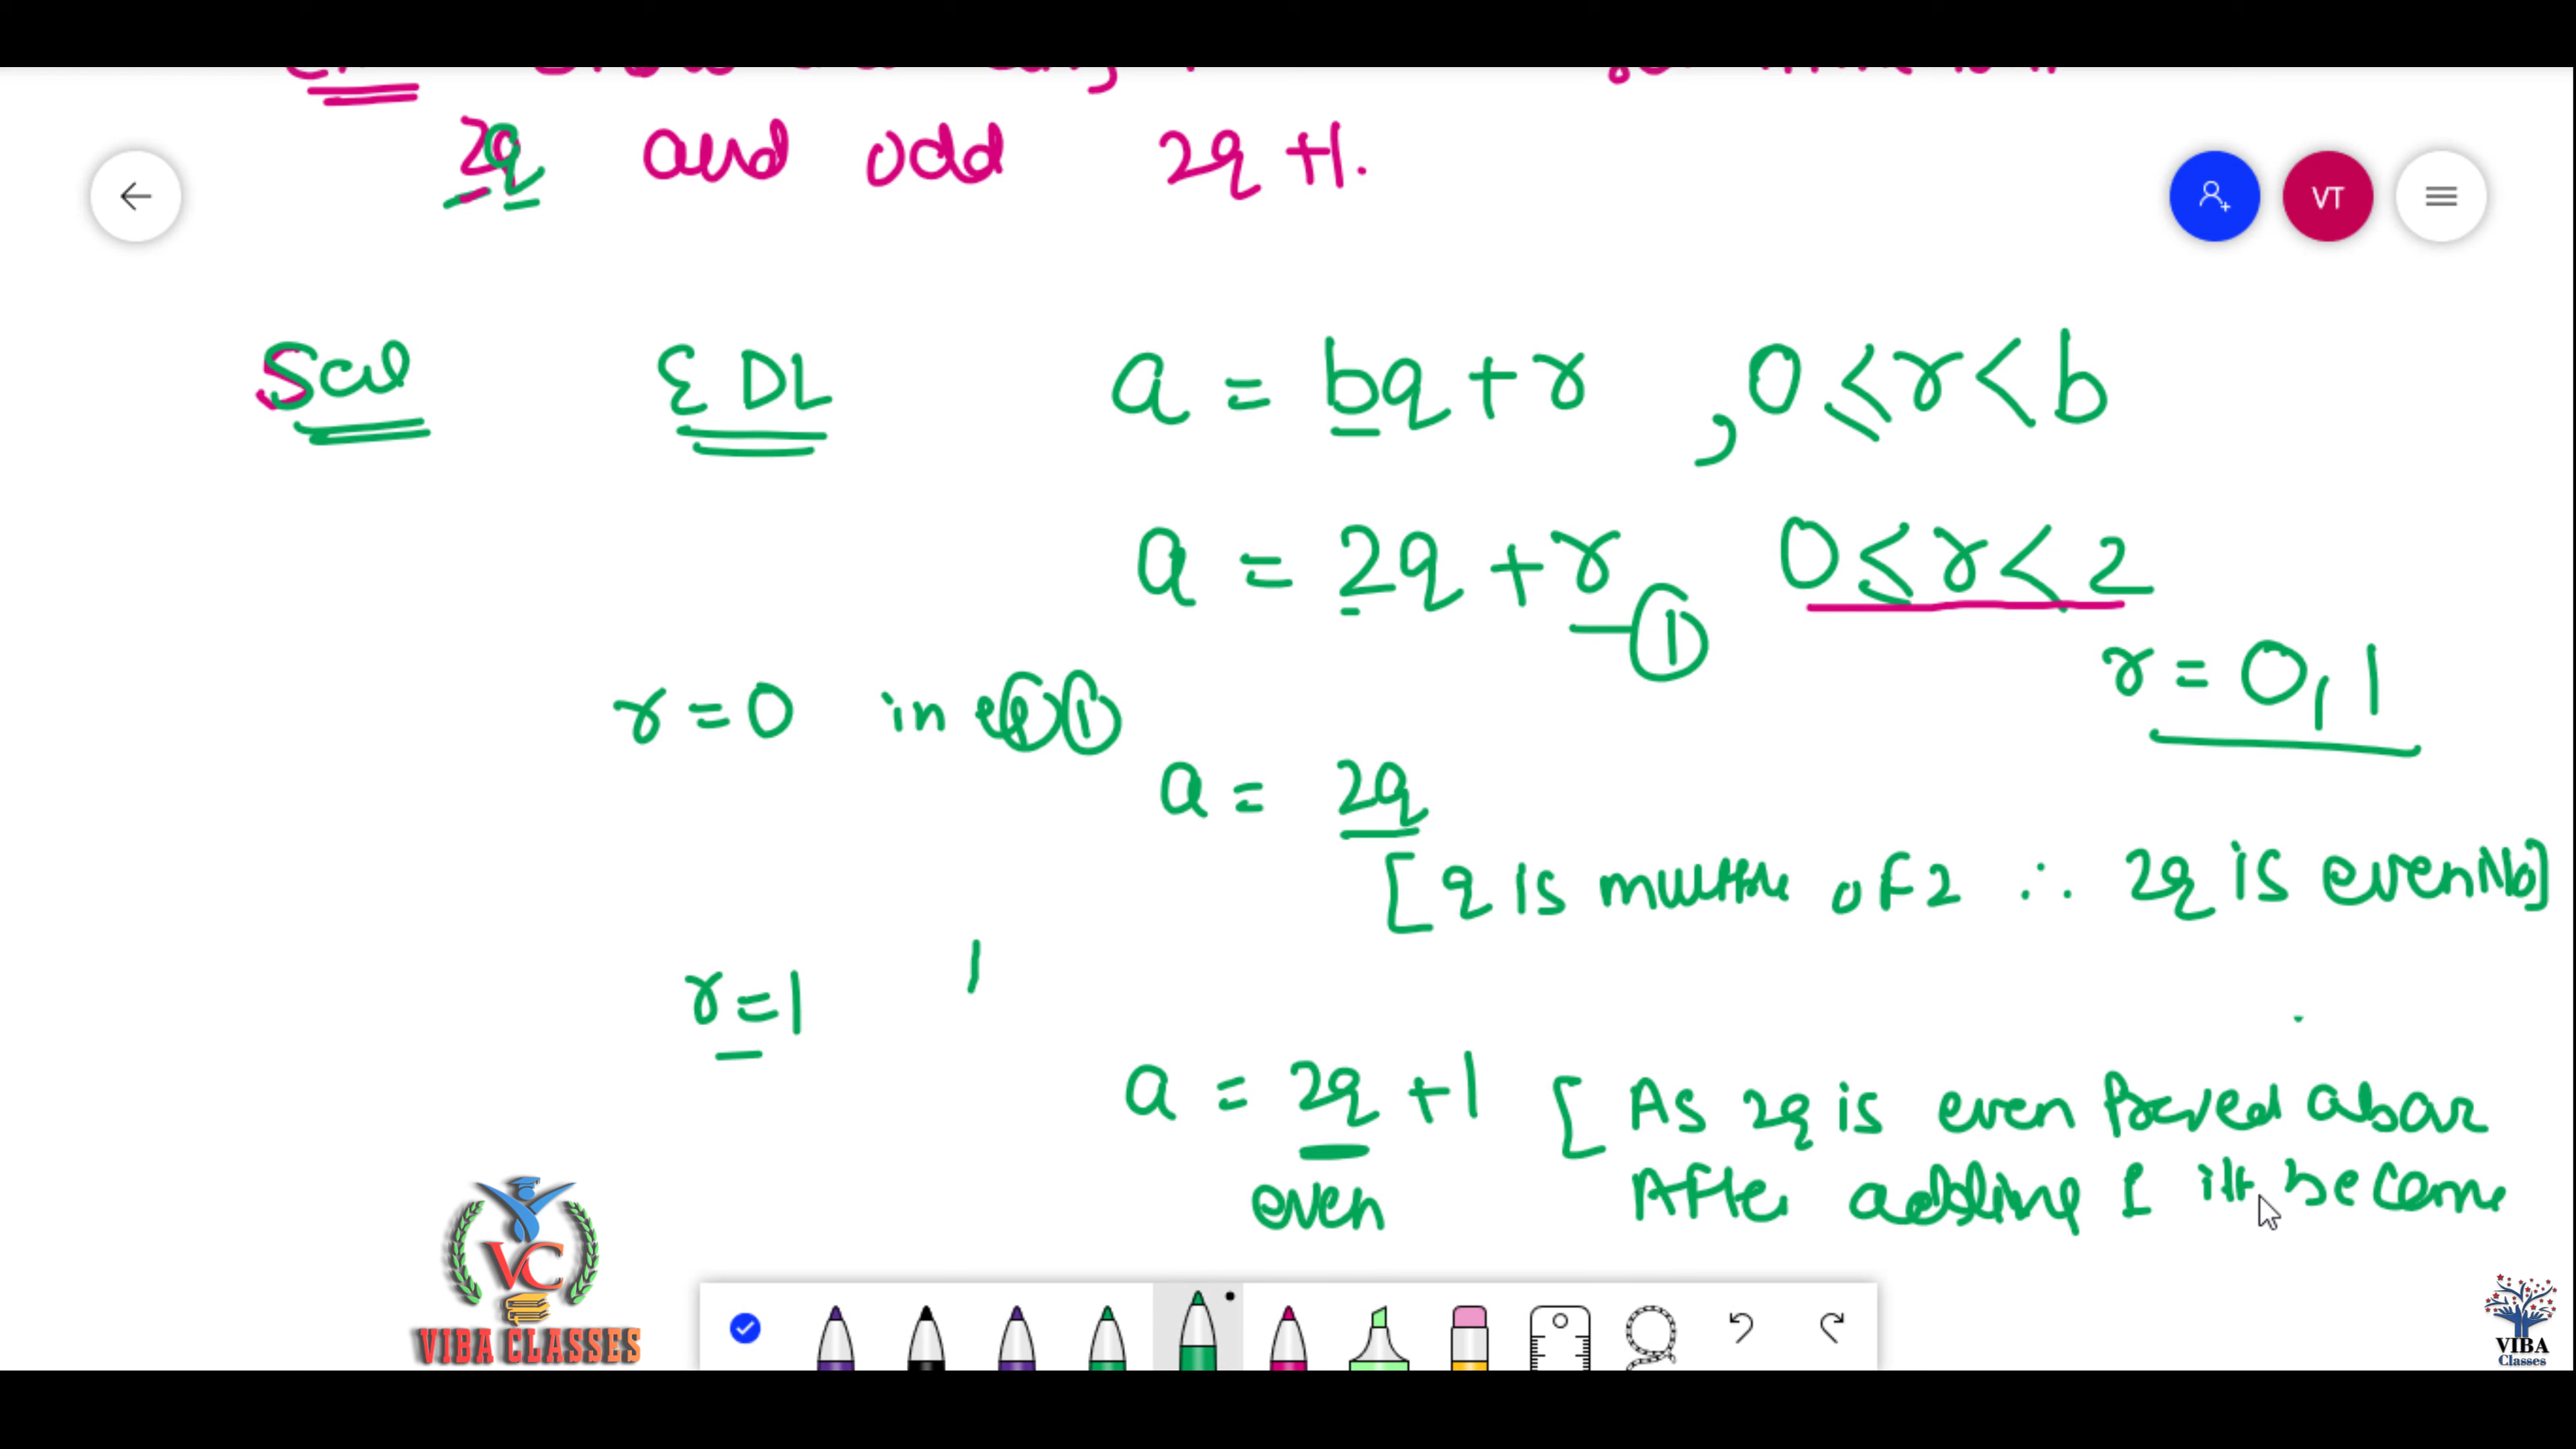 2q and odd 2q +1.
VT
Sol EDL a = bq + r , 0 ≤ r < b
a = 2q + r 0 ≤ r < 2
①
r = 0, 1
r = 0 in eq ①
a = 2q
[ q is multiple of 2 ∴ 2q is even No]
r = 1
a = 2q + 1 [ As 2q is even Proved above
even After adding 1 it become
VC
VIBA CLASSES
VIBA
Classes